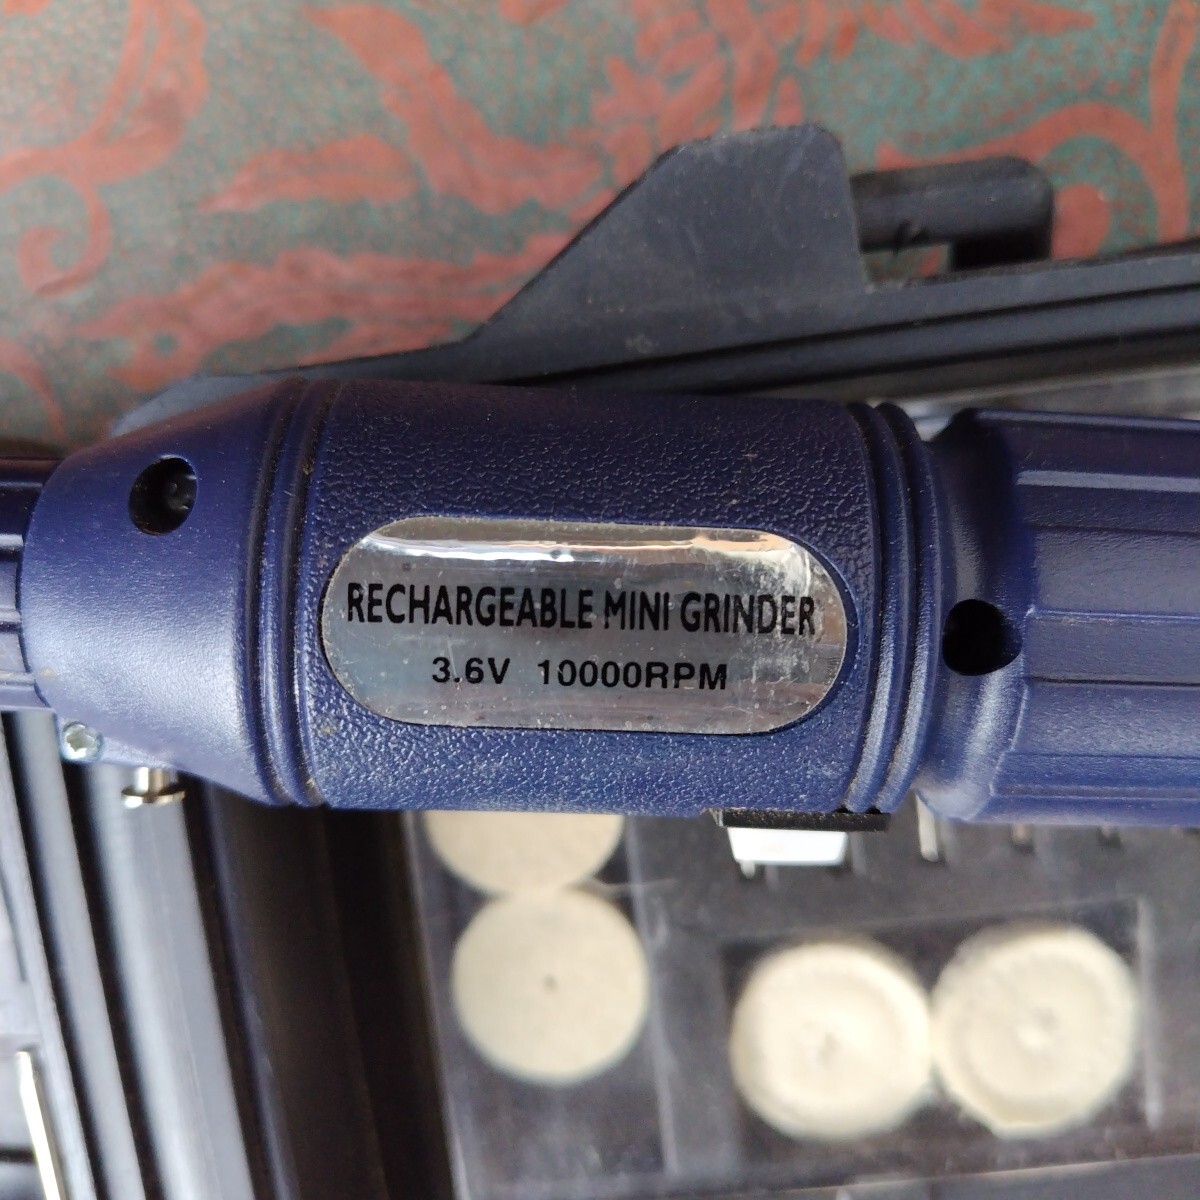 RECHARGEABLE MINI GRINDER
3.6V 10000RPM